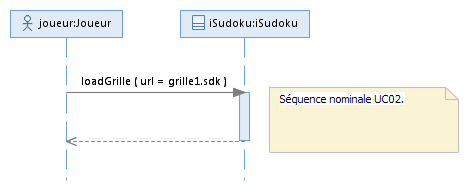 joueur:Joueur
iSudoku:iSudoku
loadGrille ( url = grille1.sdk )
Séquence nominale UC02.